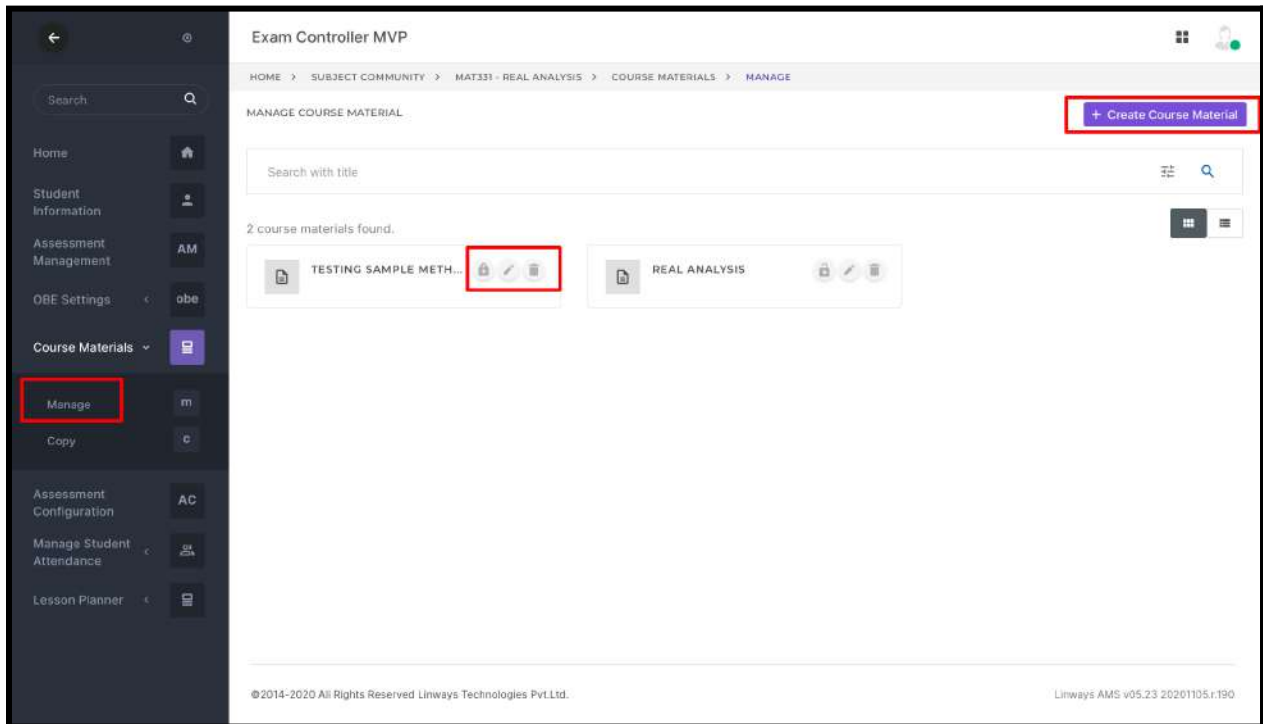 Exam Controller MVP
HOME > SUBJECT COMMUNITY > MAT331 - REAL ANALYSIS > COURSE MATERIALS > MANAGE
Search
MANAGE COURSE MATERIAL
+ Create Course Material
Home
Search with title
Student
Information
2 course materials found.
Assessment
Management
AM
TESTING SAMPLE METH...
REAL ANALYSIS
OBE Settings
obe
Course Materials
Manage
m
Copy
c
Assessment
Configuration
AC
Manage Student
Attendance
Lesson Planner
©2014-2020 All Rights Reserved Linways Technologies Pvt.Ltd.
Linways AMS v05.23 20201105.r.190